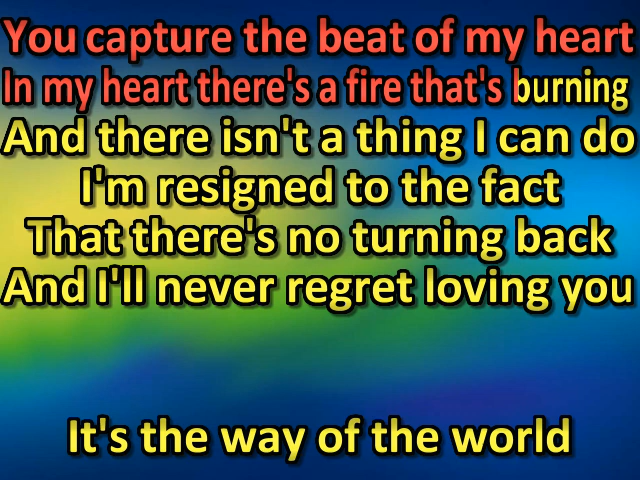 You capture the beat of my heart
In my heart there's a fire that's burning
And there isn't a thing I can do
I'm resigned to the fact
That there's no turning back
And I'll never regret loving you
It's the way of the world